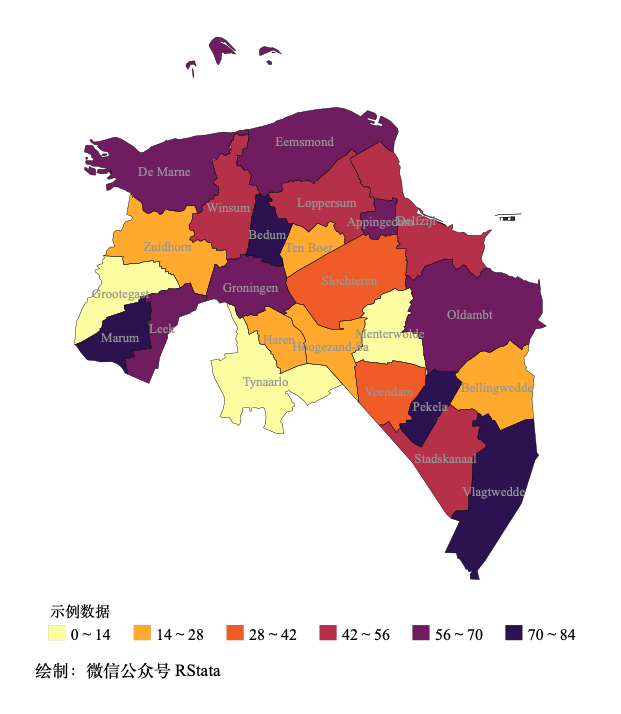 Eemsmond
De Marne
Winsum
Loppersum
Appingedam
Delfzijl
Bedum
Zuidhorn
Ten Boer
Slochteren
Groningen
Grootegast
Oldambt
Leek
Marum
Menterwolde
Haren
Hoogezand-Sa
Tynaarlo
Bellingwedde
Veendam
Pekela
Stadskanaal
Vlagtwedde
示例数据
0 ~ 14 14 ~ 28 28 ~ 42 42 ~ 56 56 ~ 70 70 ~ 84
绘制：微信公众号 RStata